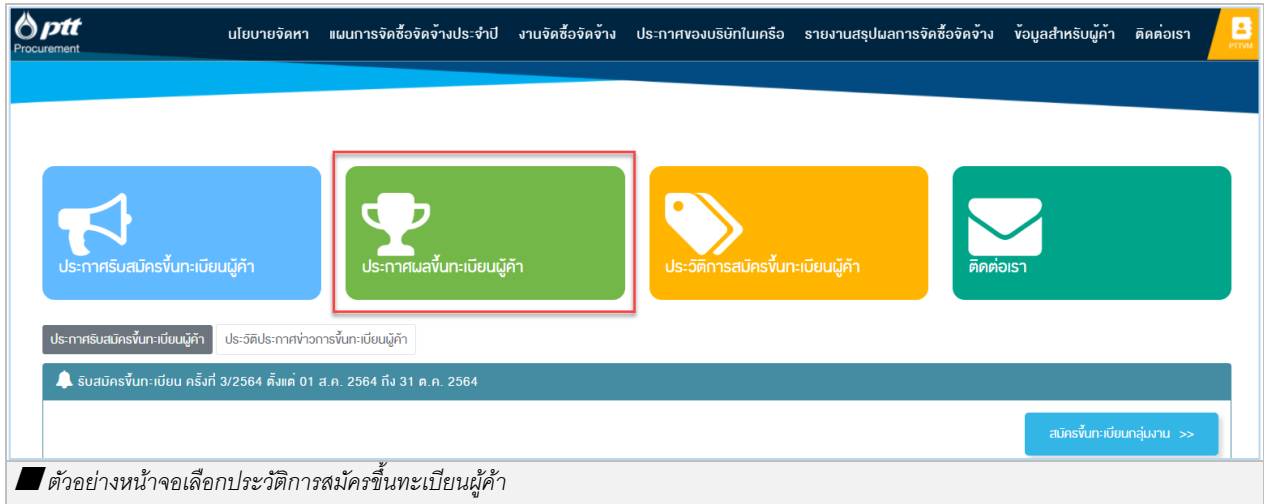 ptt
Procurement
นโยบายจัดหา แผนการจัดซื้อจัดจ้างประจำปี งานจัดซื้อจัดจ้าง ประกาศของบริษัทในเครือ รายงานสรุปผลการจัดซื้อจัดจ้าง ข้อมูลสำหรับผู้ค้า ติดต่อเรา
PTTVM
ประกาศรับสมัครขึ้นทะเบียนผู้ค้า
ประกาศผลขึ้นทะเบียนผู้ค้า
ประวัติการสมัครขึ้นทะเบียนผู้ค้า
ติดต่อเรา
ประกาศรับสมัครขึ้นทะเบียนผู้ค้า ประวัติประกาศข่าวการขึ้นทะเบียนผู้ค้า
รับสมัครขึ้นทะเบียน ครั้งที่ 3/2564 ตั้งแต่ 01 ส.ค. 2564 ถึง 31 ต.ค. 2564
สมัครขึ้นทะเบียนกลุ่มงาน >>
ตัวอย่างหน้าจอเลือกประวัติการสมัครขึ้นทะเบียนผู้ค้า